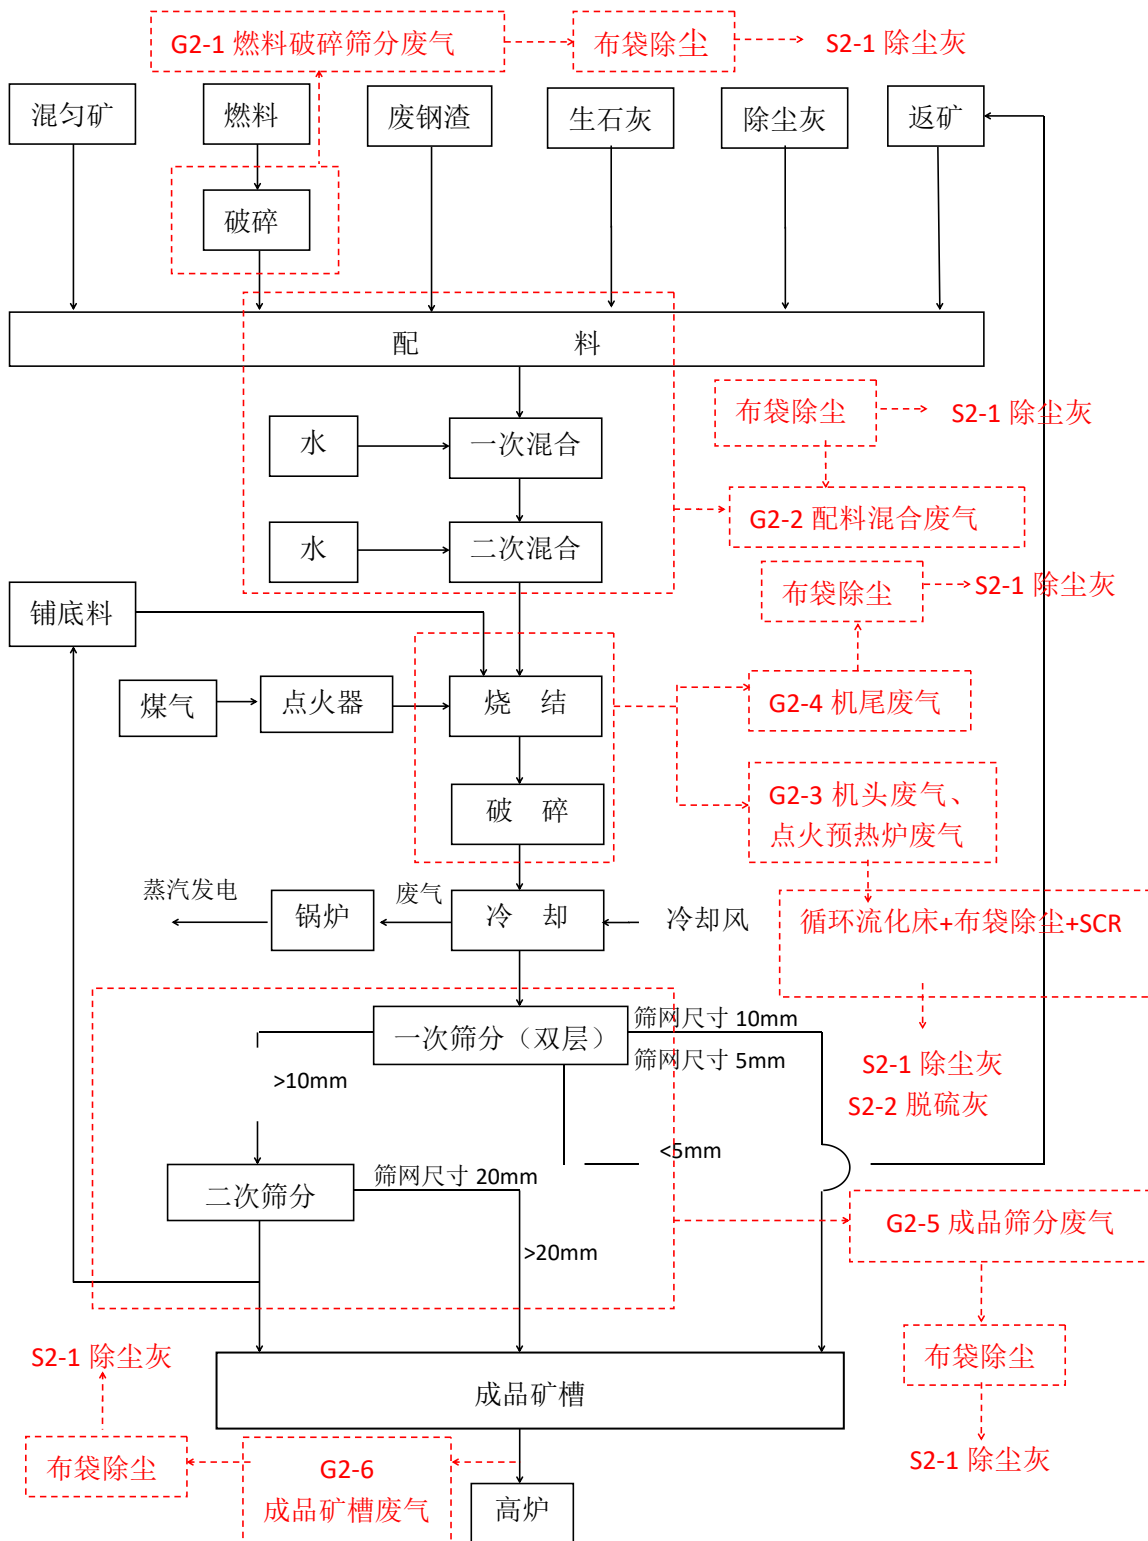 G2-1 燃料破碎筛分废气
布袋除尘
S2-1 除尘灰
混匀矿
燃料
废钢渣
生石灰
除尘灰
返矿
破碎
配 料
布袋除尘
S2-1 除尘灰
水
一次混合
G2-2 配料混合废气
水
二次混合
布袋除尘
S2-1 除尘灰
铺底料
煤气
点火器
烧 结
G2-4 机尾废气
G2-3 机头废气、
点火预热炉废气
破 碎
蒸汽发电
锅炉
废气
冷 却
冷却风
循环流化床+布袋除尘+SCR
一次筛分（双层）
筛网尺寸 10mm
筛网尺寸 5mm
S2-1 除尘灰
S2-2 脱硫灰
>10mm
<5mm
二次筛分
筛网尺寸 20mm
G2-5 成品筛分废气
>20mm
S2-1 除尘灰
布袋除尘
成品矿槽
S2-1 除尘灰
布袋除尘
G2-6
成品矿槽废气
高炉